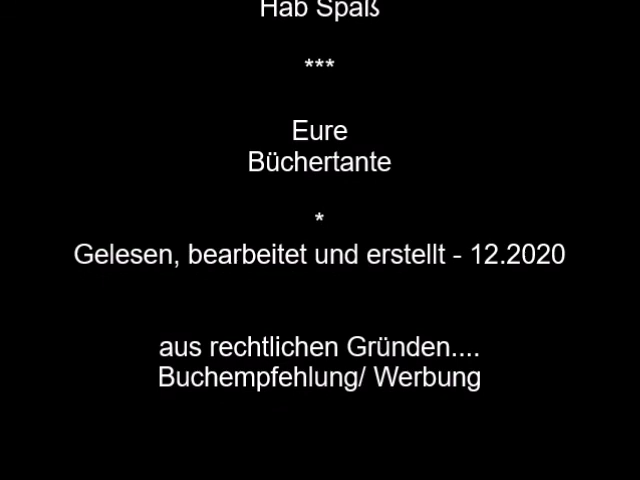 Hab Spaß
***
Eure
Büchertante
*
Gelesen, bearbeitet und erstellt - 12.2020
aus rechtlichen Gründen....
Buchempfehlung/ Werbung